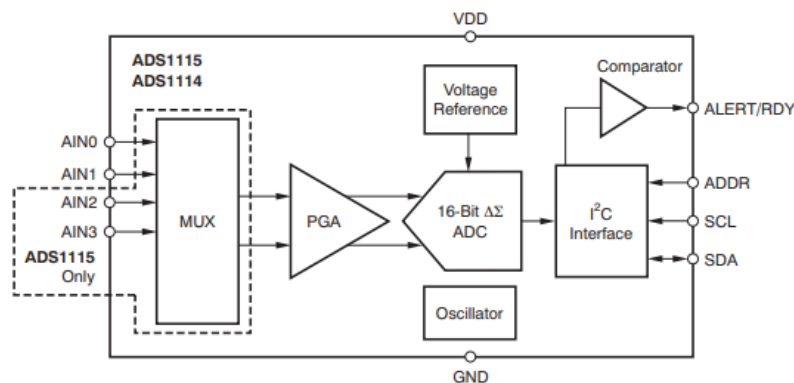 VDD
ADS1115
ADS1114
Comparator
Voltage
Reference
ALERT/RDY
AIN0
AIN1
AIN2
AIN3
MUX
PGA
16-Bit ΔΣ
ADC
I²C
Interface
ADDR
SCL
SDA
ADS1115
Only
Oscillator
GND